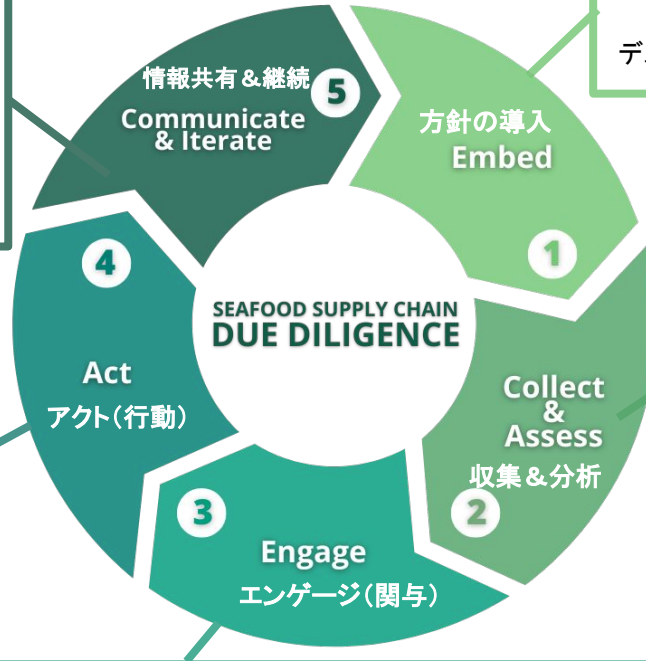 デ
方針の導入
Embed
1
Collect
&
Assess
収集&分析
2
3
Engage
エンゲージ(関与)
4
Act
アクト(行動)
情報共有&継続
5
Communicate
& Iterate
SEAFOOD SUPPLY CHAIN
DUE DILIGENCE